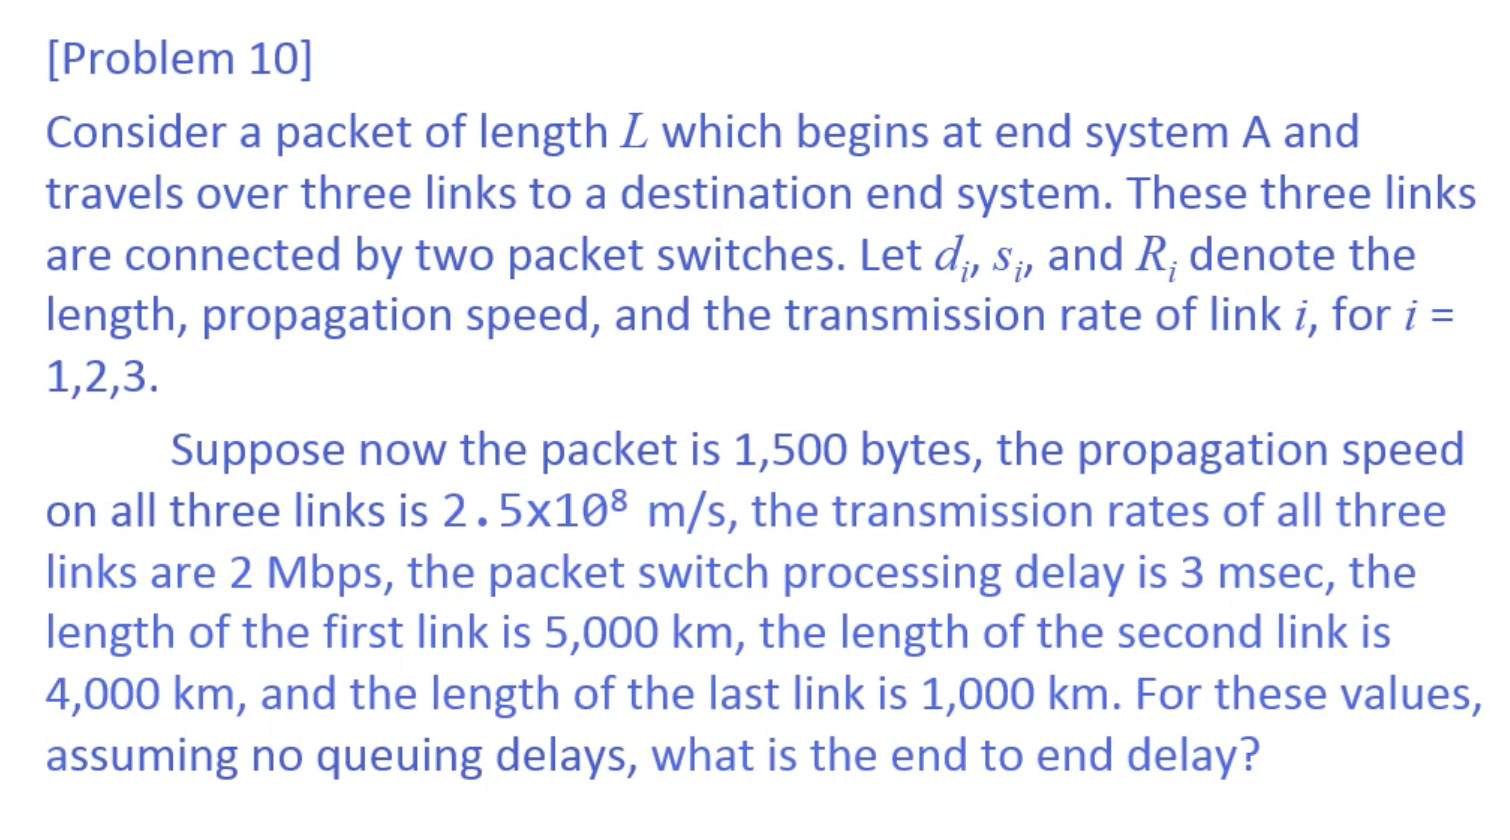 [Problem 10]
Consider a packet of length L which begins at end system A and
travels over three links to a destination end system. These three links
are connected by two packet switches. Let dᵢ, sᵢ, and Rᵢ denote the
length, propagation speed, and the transmission rate of link i, for i =
1,2,3.
Suppose now the packet is 1,500 bytes, the propagation speed
on all three links is 2.5x10⁸ m/s, the transmission rates of all three
links are 2 Mbps, the packet switch processing delay is 3 msec, the
length of the first link is 5,000 km, the length of the second link is
4,000 km, and the length of the last link is 1,000 km. For these values,
assuming no queuing delays, what is the end to end delay?